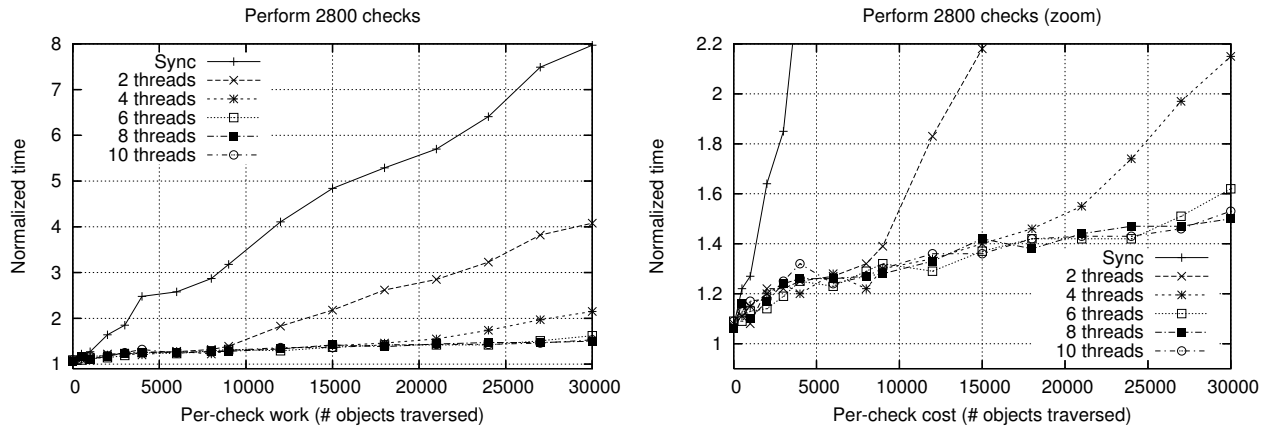 Perform 2800 checks
8
7
6
5
4
3
2
1
Normalized time
Sync
2 threads
4 threads
6 threads
8 threads
10 threads
0 5000 10000 15000 20000 25000 30000
Per-check work (# objects traversed)
Perform 2800 checks (zoom)
2.2
2
1.8
1.6
1.4
1.2
1
Normalized time
Sync
2 threads
4 threads
6 threads
8 threads
10 threads
0 5000 10000 15000 20000 25000 30000
Per-check cost (# objects traversed)